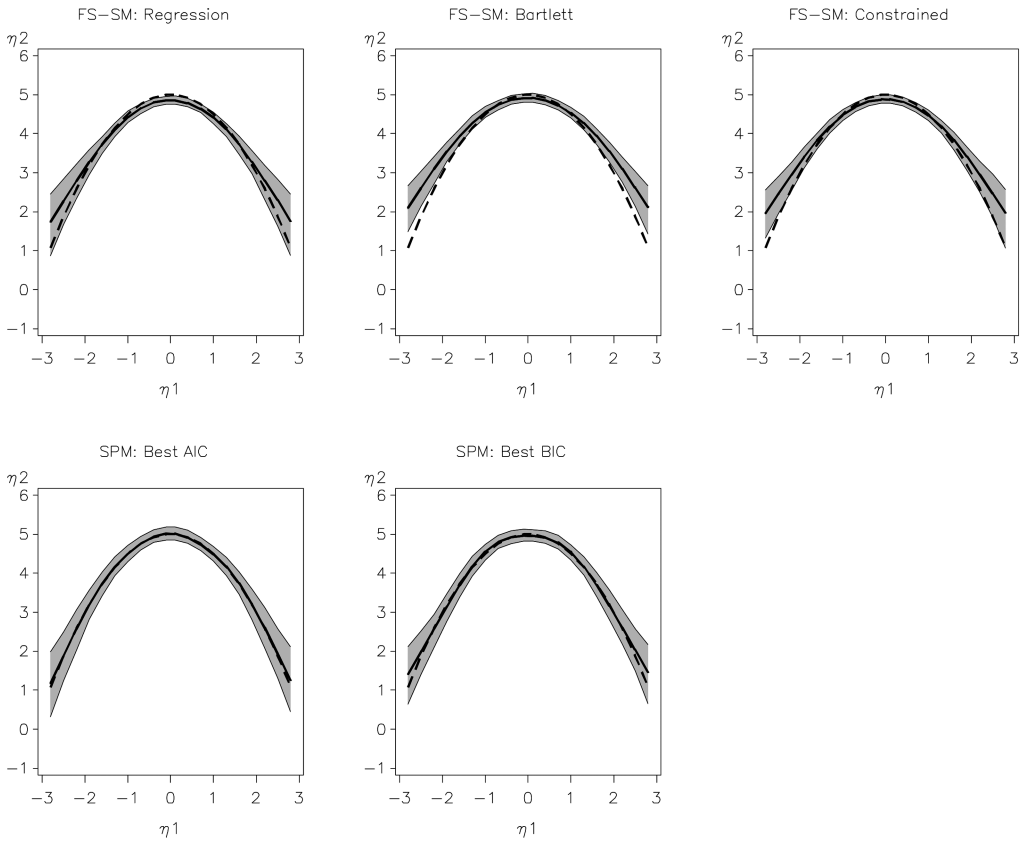 FS-SM: Regression
FS-SM: Bartlett
FS-SM: Constrained
η2
6
5
4
3
2
1
0
-1
-3 -2 -1 0 1 2 3
η1
η2
6
5
4
3
2
1
0
-1
-3 -2 -1 0 1 2 3
η1
η2
6
5
4
3
2
1
0
-1
-3 -2 -1 0 1 2 3
η1
SPM: Best AIC
SPM: Best BIC
η2
6
5
4
3
2
1
0
-1
-3 -2 -1 0 1 2 3
η1
η2
6
5
4
3
2
1
0
-1
-3 -2 -1 0 1 2 3
η1